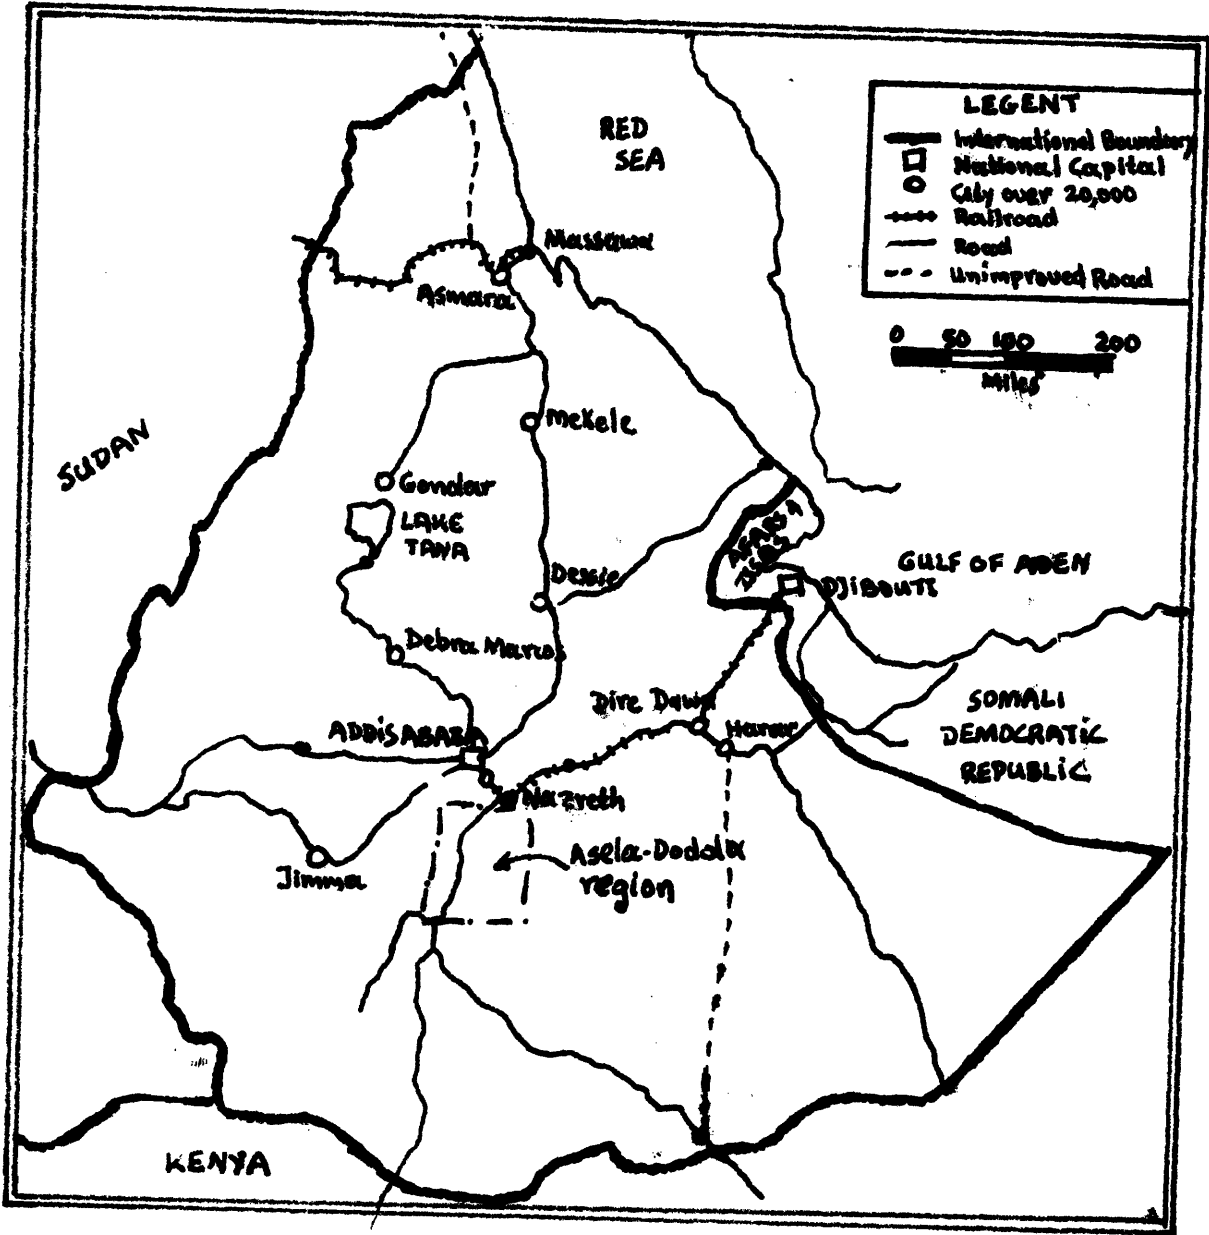 LEGENT
International Boundary
National Capital
City over 20,000
Railroad
Road
Unimproved Road
0 50 100 200
Miles
RED
SEA
Massawa
Asmara
SUDAN
Mekele
Gondar
LAKE
TANA
AFARS &
ISSAS
GULF OF ADEN
Dessie
DJIBOUTI
Debra Marcos
Dire Dawa
Harar
SOMALI
DEMOCRATIC
REPUBLIC
ADDISABABA
Nazreth
Jimma
Asela-Dodola
region
KENYA